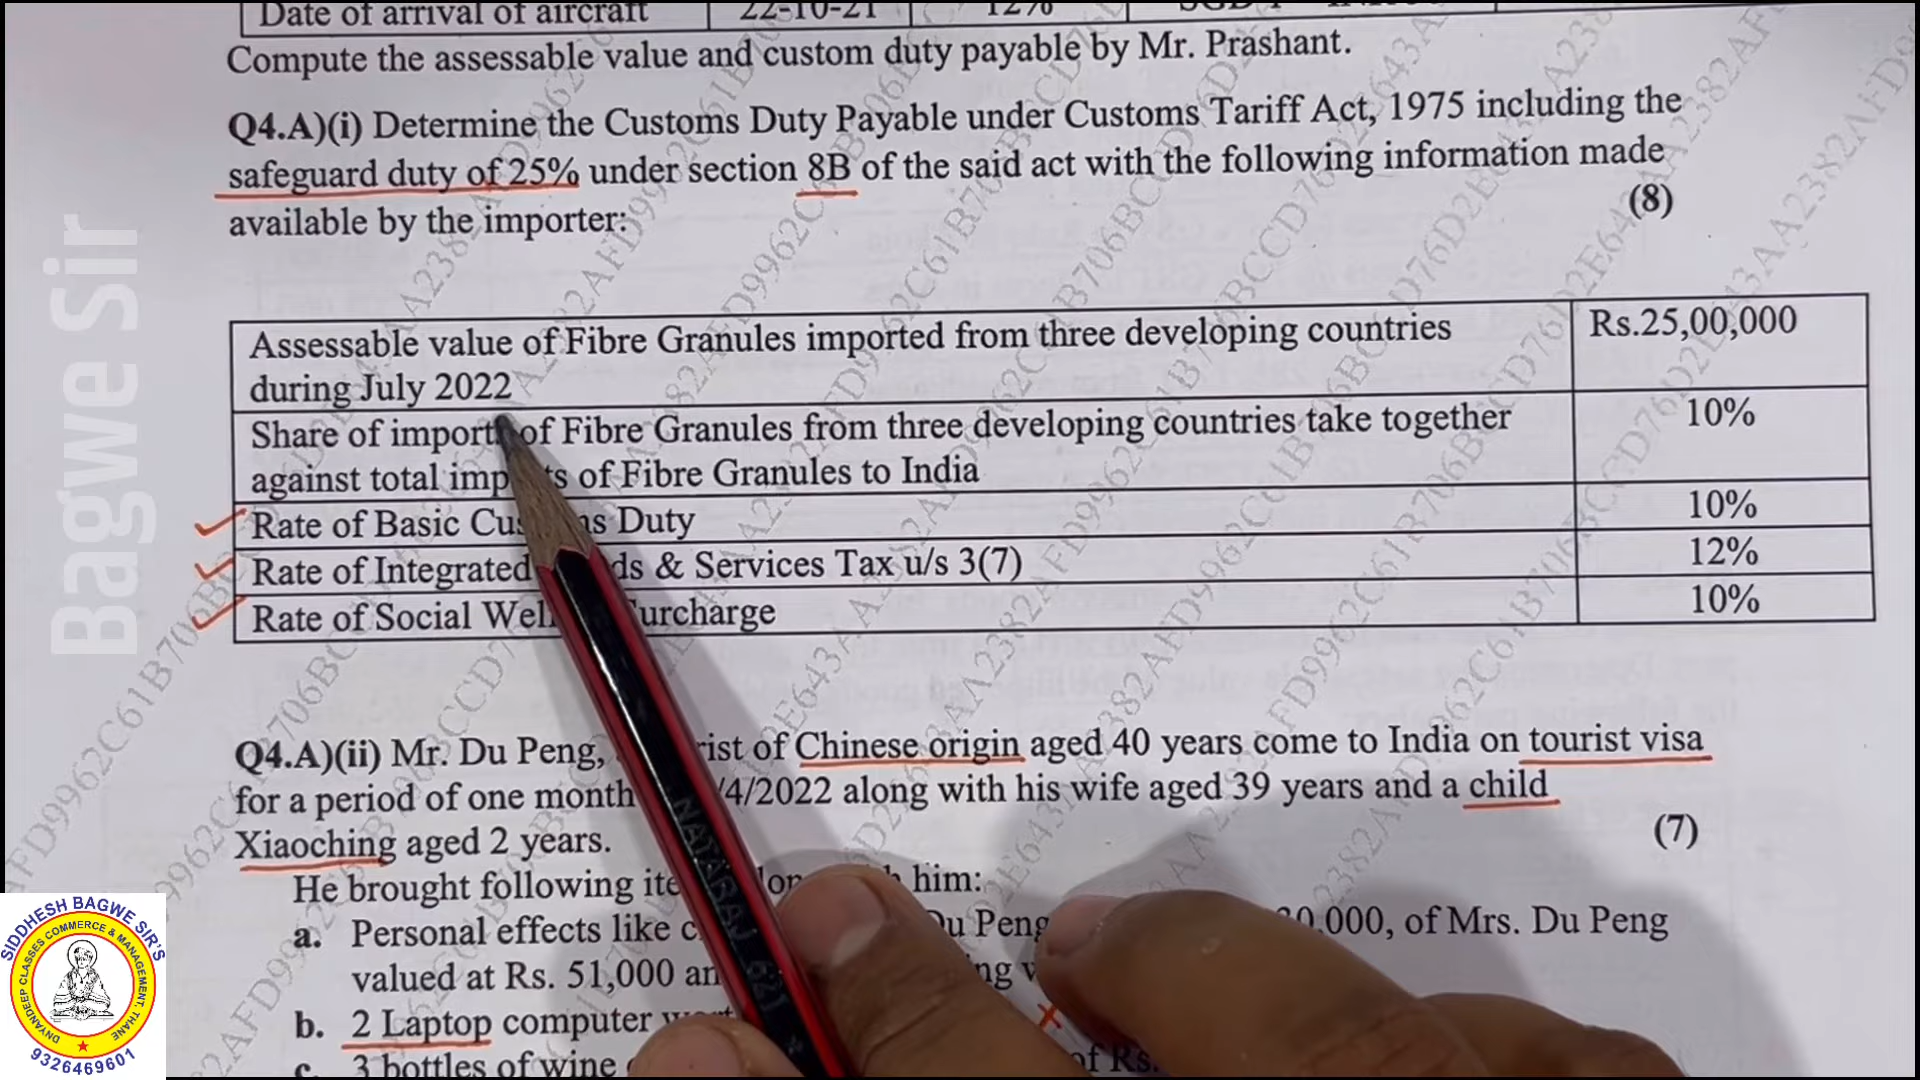 Date of arrival of aircraft 22-10-21 12%
Compute the assessable value and custom duty payable by Mr. Prashant.
Q4.A)(i) Determine the Customs Duty Payable under Customs Tariff Act, 1975 including the
safeguard duty of 25% under section 8B of the said act with the following information made
available by the importer:
(8)
Assessable value of Fibre Granules imported from three developing countries
during July 2022
Rs.25,00,000
Share of import of Fibre Granules from three developing countries take together
against total of Fibre Granules to India
10%
Rate of Basic Duty 10%
Rate of Integrated & Services Tax u/s 3(7) 12%
Rate of Social 10%
Q4.A)(ii) Mr. Du Peng, of Chinese origin aged 40 years come to India on tourist visa
for a period of one month /4/2022 along with his wife aged 39 years and a child
Xiaoching aged 2 years.
(7)
He brought following him:
a. Personal effects like Du Peng 0.000, of Mrs. Du Peng
valued at Rs. 51,000
b. 2 Laptop computer
c. 3 bottles of wine of Rs.
Bagwe Sir
SIDDHESH BAGWE SIR'S
DNYANDEEP CLASSES COMMERCE & MANAGEMENT, THANE
9326469601
NATARAJ 621